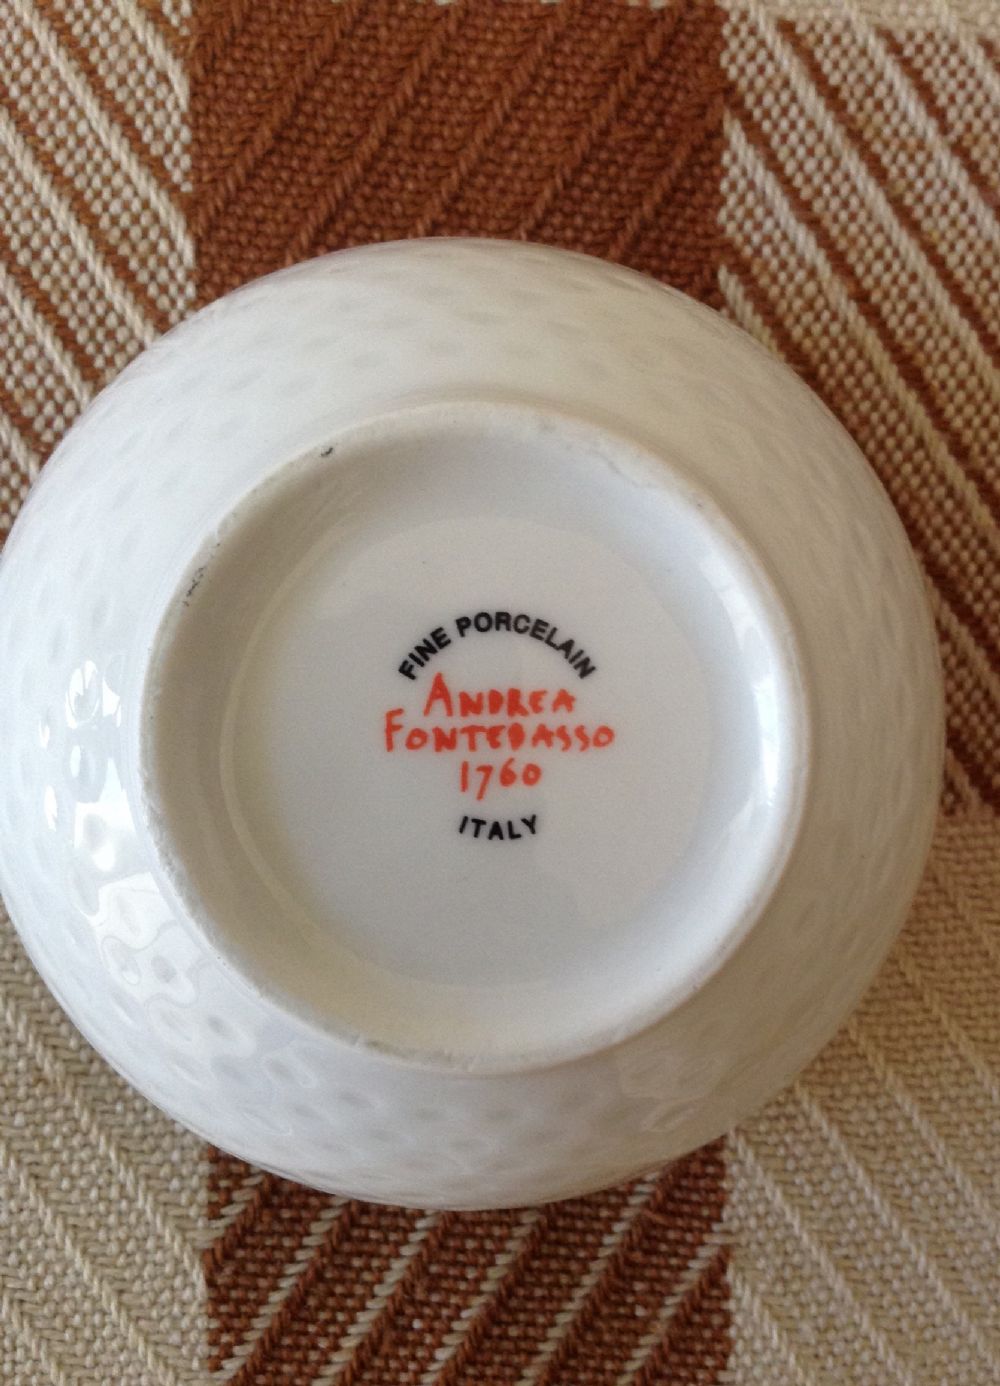 FINE PORCELAIN
ANDREA
FONTEBASSO
1760
ITALY